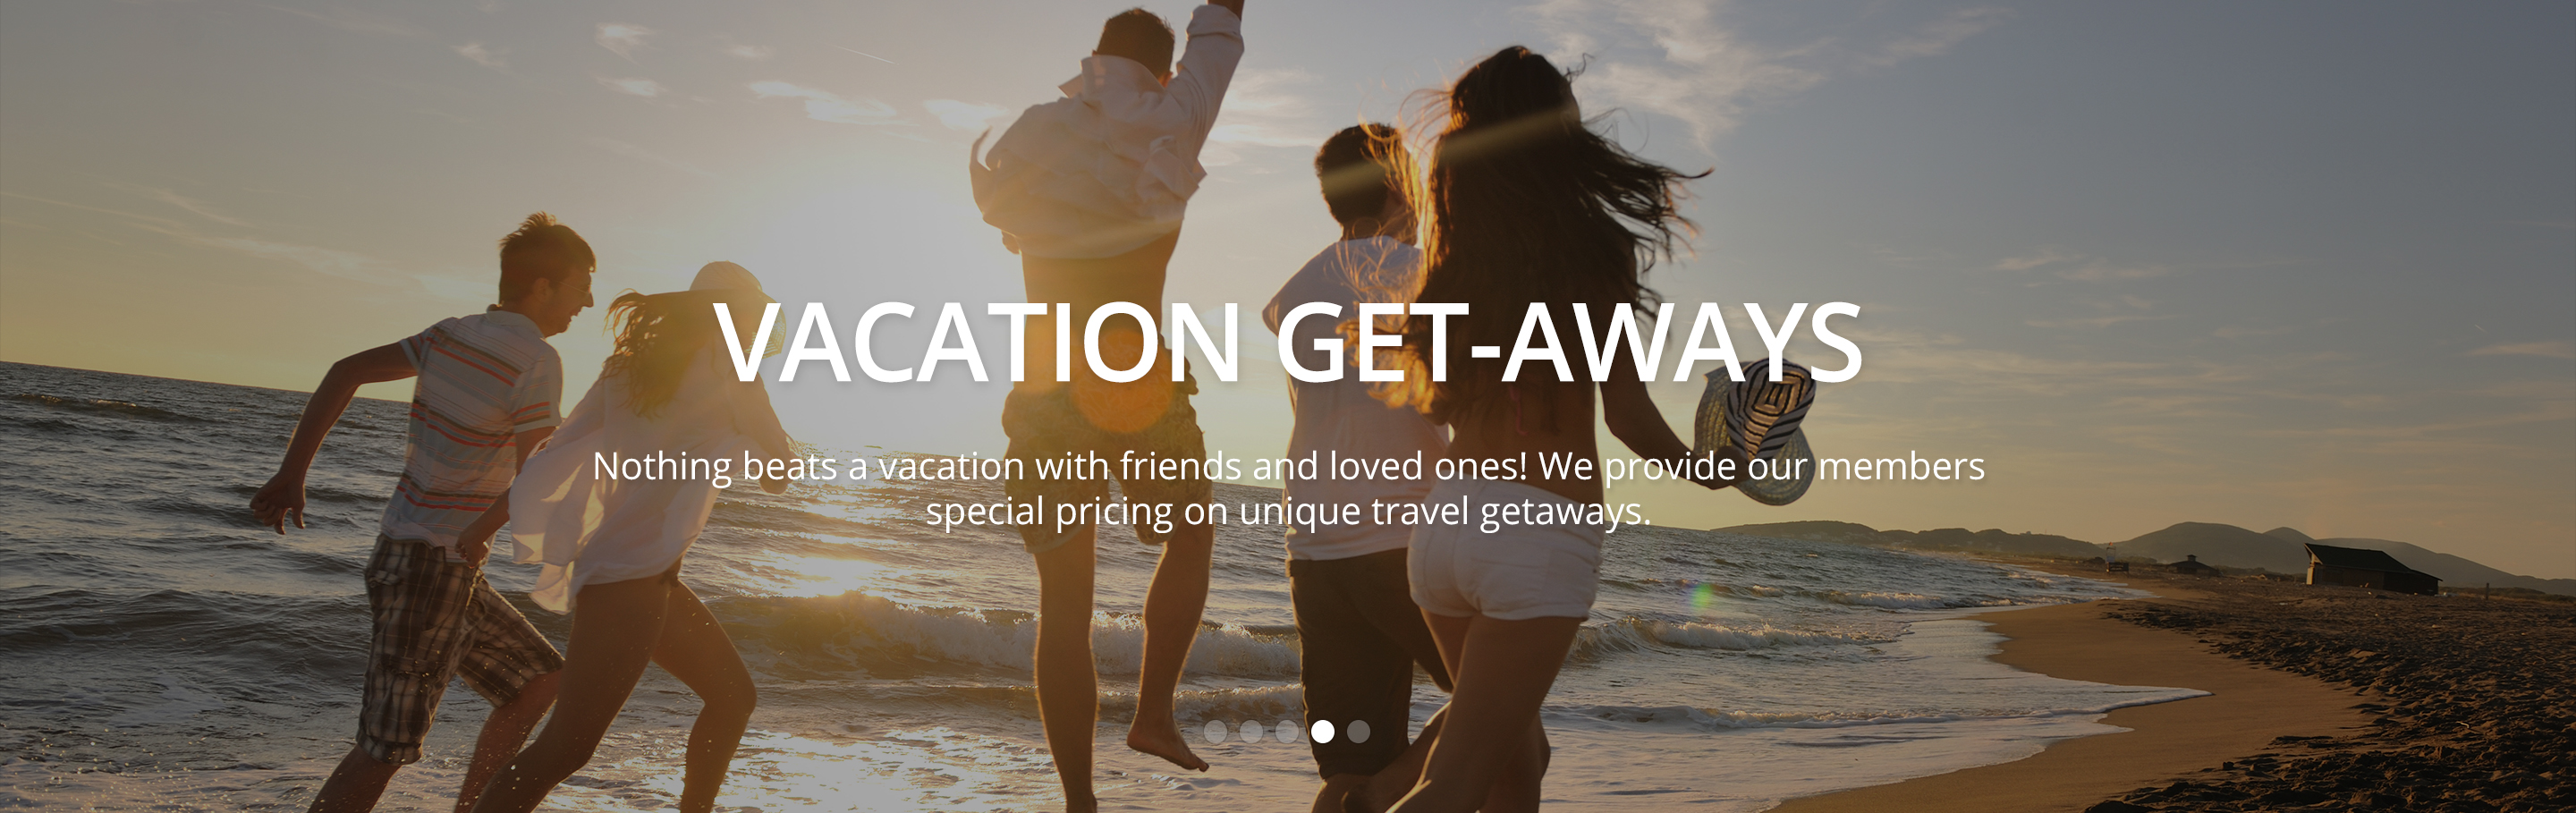 VACATION GET-AWAYS
Nothing beats a vacation with friends and loved ones! We provide our members
special pricing on unique travel getaways.